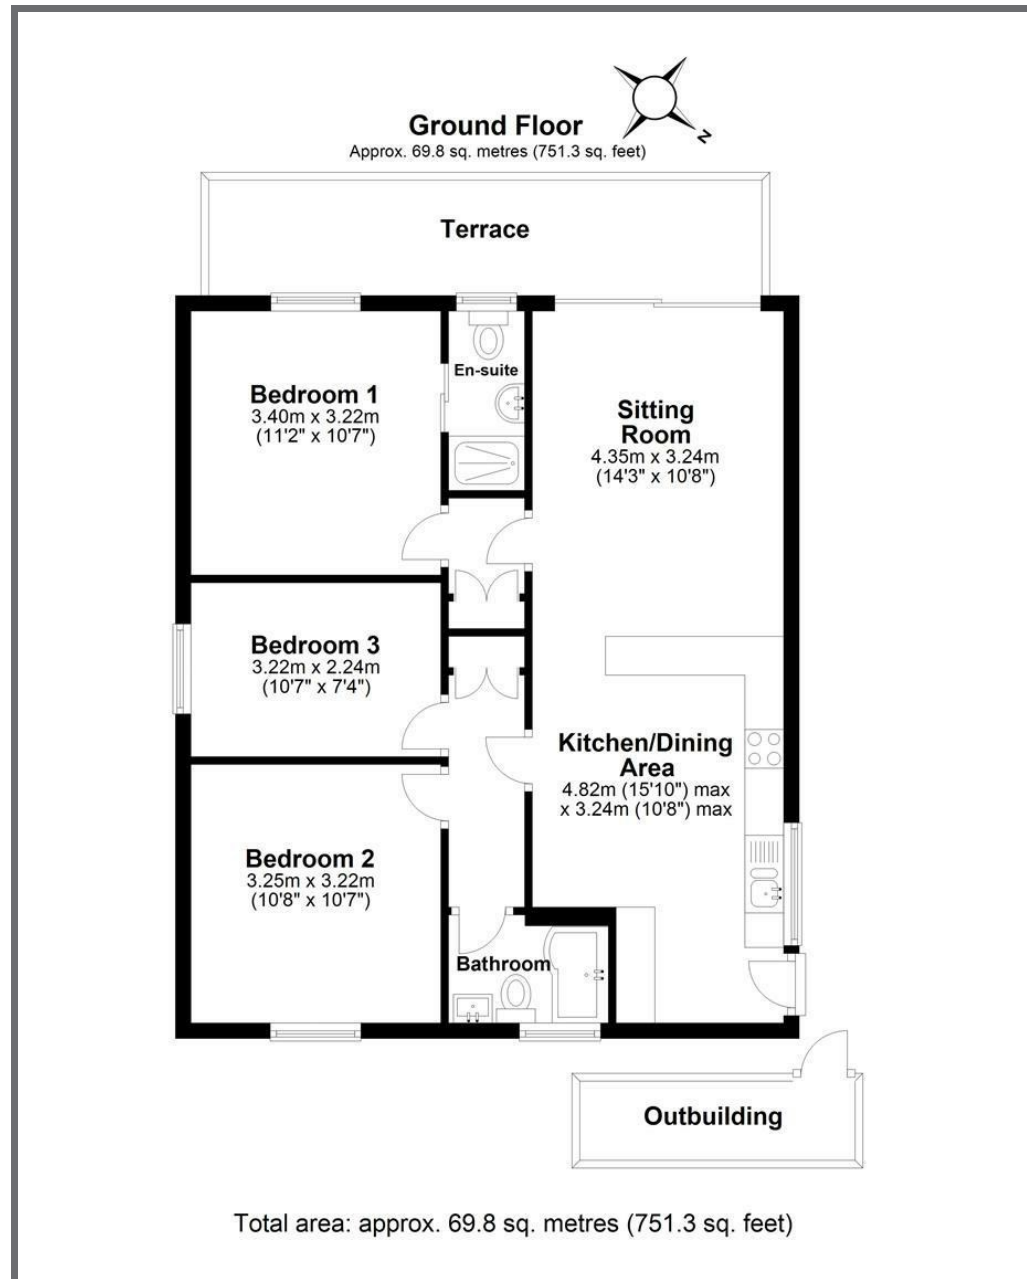 N
Ground Floor
Approx. 69.8 sq. metres (751.3 sq. feet)
Terrace
Bedroom 1
3.40m x 3.22m
(11'2" x 10'7")
En-suite
Sitting
Room
4.35m x 3.24m
(14'3" x 10'8")
Bedroom 3
3.22m x 2.24m
(10'7" x 7'4")
Kitchen/Dining
Area
4.82m (15'10") max
x 3.24m (10'8") max
Bedroom 2
3.25m x 3.22m
(10'8" x 10'7")
Bathroom
Outbuilding
Total area: approx. 69.8 sq. metres (751.3 sq. feet)